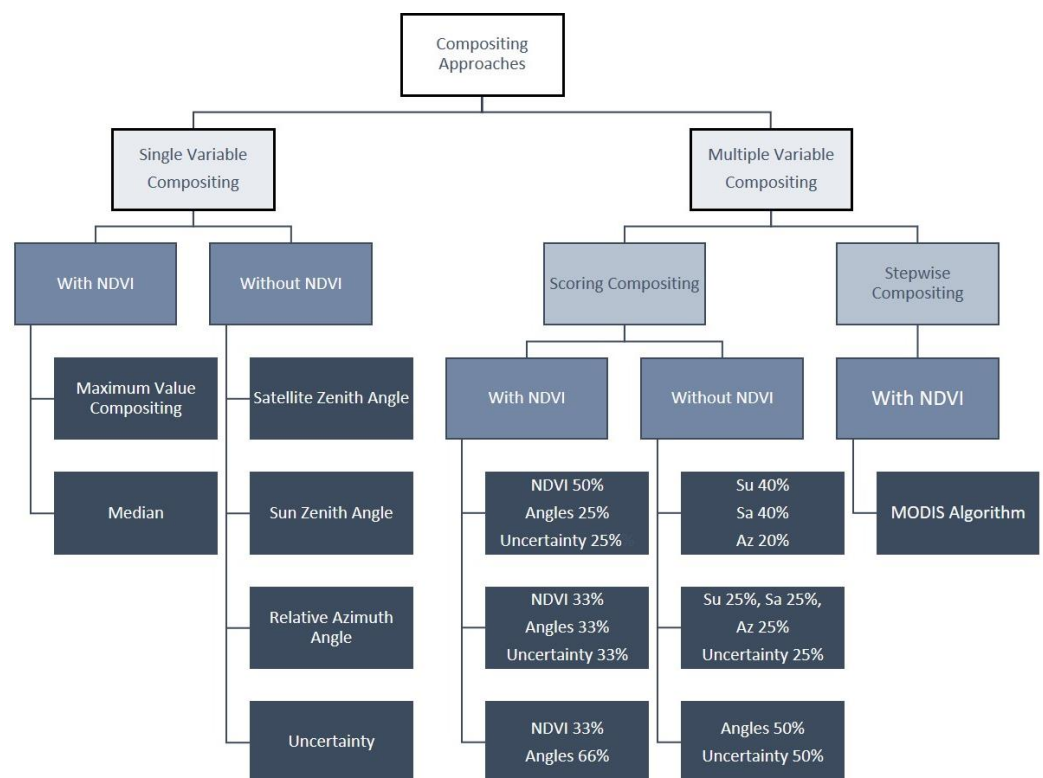 Compositing
Approaches
Single Variable
Compositing
Multiple Variable
Compositing
With NDVI
Without NDVI
Scoring Compositing
Stepwise
Compositing
Maximum Value
Compositing
Median
Satellite Zenith Angle
Sun Zenith Angle
Relative Azimuth
Angle
Uncertainty
With NDVI
Without NDVI
With NDVI
NDVI 50%
Angles 25%
Uncertainty 25%
NDVI 33%
Angles 33%
Uncertainty 33%
NDVI 33%
Angles 66%
Su 40%
Sa 40%
Az 20%
Su 25%, Sa 25%,
Az 25%
Uncertainty 25%
Angles 50%
Uncertainty 50%
MODIS Algorithm